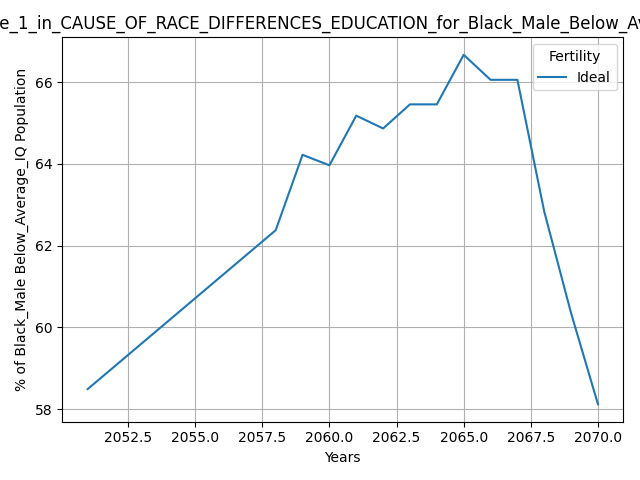 e_1_in_CAUSE_OF_RACE_DIFFERENCES_EDUCATION_for_Black_Male_Below_Av
Fertility
Ideal
% of Black_Male Below_Average_IQ Population
66
64
62
60
58
2052.5 2055.0 2057.5 2060.0 2062.5 2065.0 2067.5 2070.0
Years